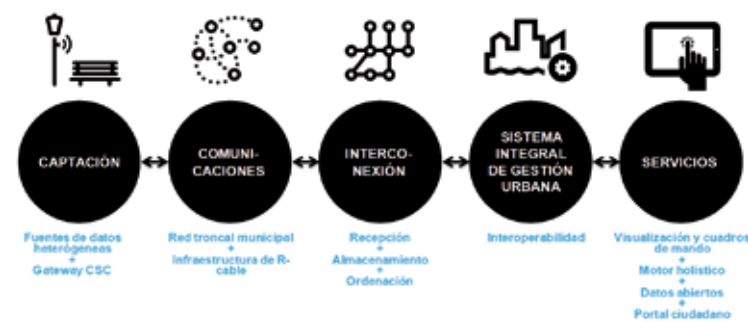 CAPTACIÓN
COMUNI-
CACIONES
INTERCO-
NEXIÓN
SISTEMA
INTEGRAL
DE GESTIÓN
URBANA
SERVICIOS
Fuentes de datos
heterógeneas
+
Gateway CSC
Red troncal municipal
+
Infraestructura de R-
cable
Recepción
+
Almacenamiento
+
Ordenación
Interoperabilidad
Visualización y cuadros
de mando
+
Motor holístico
+
Datos abiertos
+
Portal ciudadano